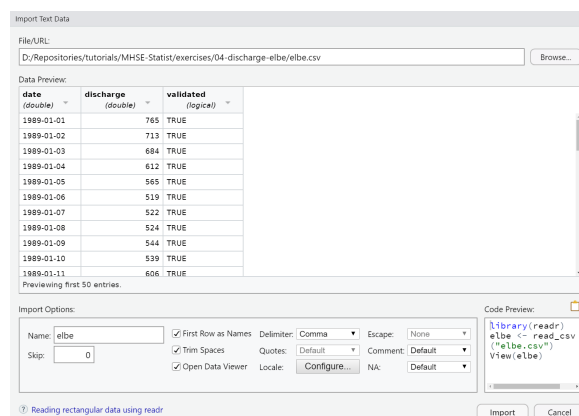 Import Text Data
File/URL:
D:/Repositories/tutorials/MHSE-Statist/exercises/04-discharge-elbe/elbe.csv
Browse...
Data Preview:
date discharge validated
(double) (double) (logical)
1989-01-01 765 TRUE
1989-01-02 713 TRUE
1989-01-03 684 TRUE
1989-01-04 612 TRUE
1989-01-05 565 TRUE
1989-01-06 519 TRUE
1989-01-07 522 TRUE
1989-01-08 524 TRUE
1989-01-09 544 TRUE
1989-01-10 539 TRUE
1989-01-11 606 TRUE
Previewing first 50 entries.
Import Options:
Name: elbe
Skip: 0
First Row as Names
Trim Spaces
Open Data Viewer
Delimiter: Comma
Quotes: Default
Locale: Configure...
Escape: None
Comment: Default
NA: Default
Code Preview:
library(readr)
elbe <- read_csv
("elbe.csv")
View(elbe)
? Reading rectangular data using readr
Import Cancel